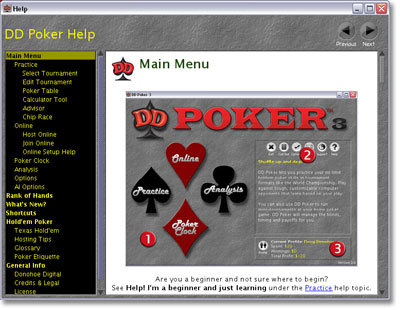 Help
DD Poker Help
Previous
Next
Main Menu
Practice
Select Tournament
Edit Tournament
Poker Table
Calculator Tool
Advisor
Chip Race
Online
Host Online
Join Online
Online Setup Help
Poker Clock
Analysis
Options
AI Options
Rank of Hands
What's New?
Shortcuts
Hold'em Poker
Texas Hold'em
Hosting Tips
Glossary
Poker Etiquette
General Info
Donohoe Digital
Credits & Legal
License
DD
Main Menu
DD Poker 3
DD POKER 3
Online
Practice
Analysis
Poker Clock
1
2
3
Are you a beginner and not sure where to begin?
See Help! I'm a beginner and just learning under the Practice help topic.